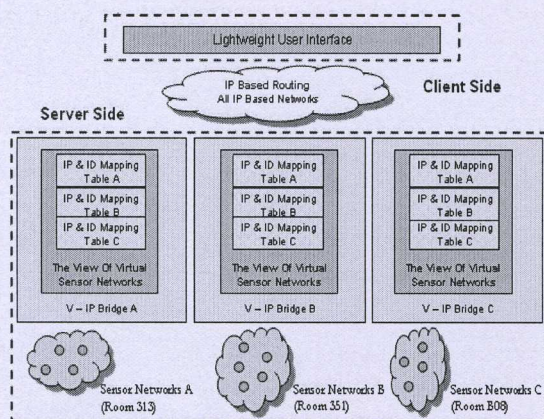 Lightweight User Interface
IP Based Routing
All IP Based Networks
Client Side
Server Side
IP & ID Mapping
Table A
IP & ID Mapping
Table B
IP & ID Mapping
Table C
The View Of Virtual
Sensor Networks
V – IP Bridge A
IP & ID Mapping
Table A
IP & ID Mapping
Table B
IP & ID Mapping
Table C
The View Of Virtual
Sensor Networks
V – IP Bridge B
IP & ID Mapping
Table A
IP & ID Mapping
Table B
IP & ID Mapping
Table C
The View Of Virtual
Sensor Networks
V – IP Bridge C
Sensor Networks A
(Room 313)
Sensor Networks B
(Room 351)
Sensor Networks C
(Room B08)